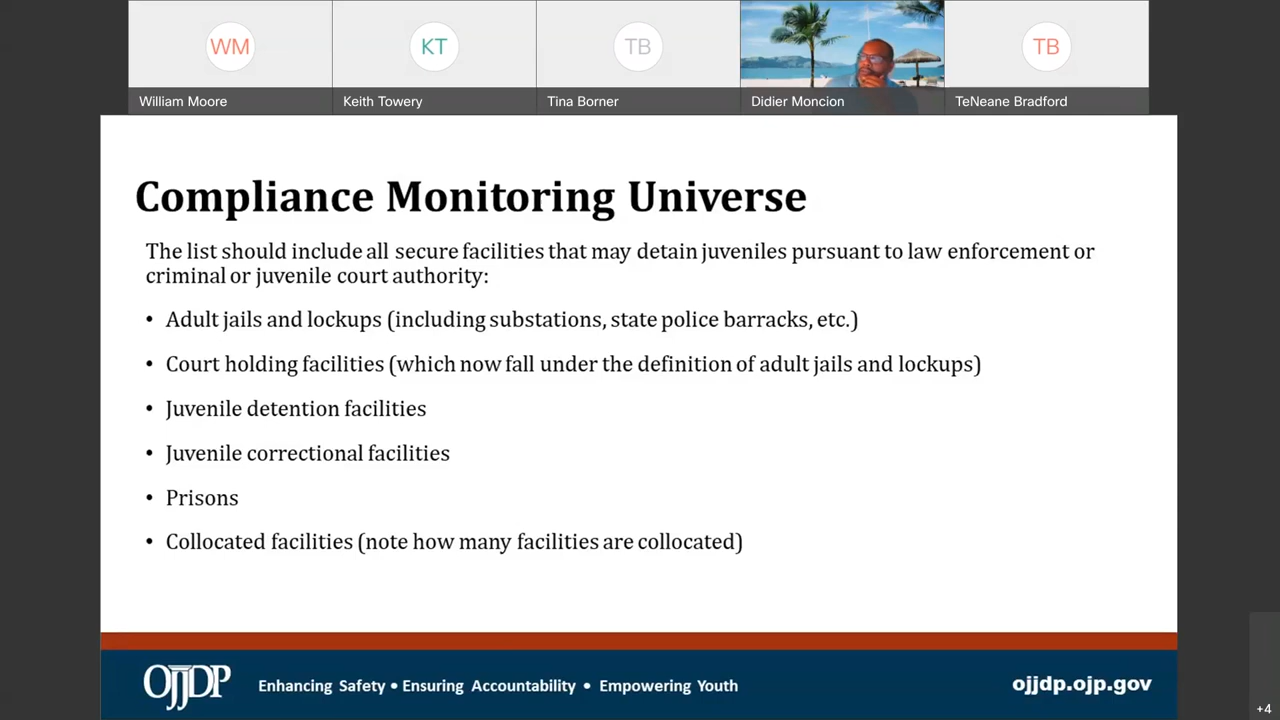 WM
KT
TB
TB
William Moore
Keith Towery
Tina Borner
Didier Moncion
TeNeane Bradford
Compliance Monitoring Universe
The list should include all secure facilities that may detain juveniles pursuant to law enforcement or
criminal or juvenile court authority:
• Adult jails and lockups (including substations, state police barracks, etc.)
• Court holding facilities (which now fall under the definition of adult jails and lockups)
• Juvenile detention facilities
• Juvenile correctional facilities
• Prisons
• Collocated facilities (note how many facilities are collocated)
OJJDP
Enhancing Safety • Ensuring Accountability • Empowering Youth
ojjdp.ojp.gov
+4